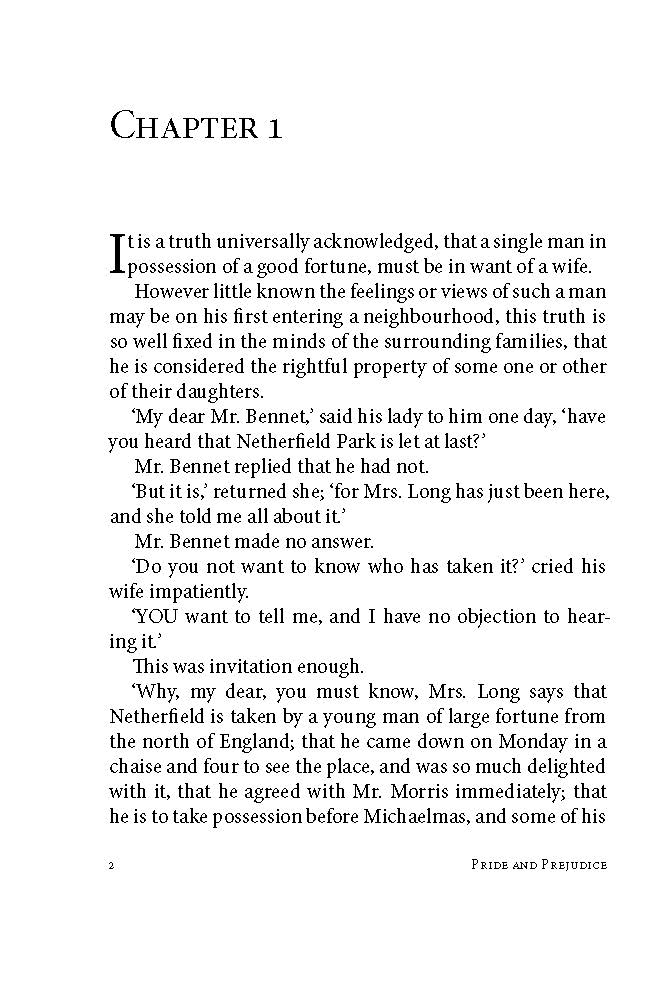 Chapter 1
It is a truth universally acknowledged, that a single man in
possession of a good fortune, must be in want of a wife.
However little known the feelings or views of such a man
may be on his first entering a neighbourhood, this truth is
so well fixed in the minds of the surrounding families, that
he is considered the rightful property of some one or other
of their daughters.
‘My dear Mr. Bennet,’ said his lady to him one day, ‘have
you heard that Netherfield Park is let at last?’
Mr. Bennet replied that he had not.
‘But it is,’ returned she; ‘for Mrs. Long has just been here,
and she told me all about it.’
Mr. Bennet made no answer.
‘Do you not want to know who has taken it?’ cried his
wife impatiently.
‘YOU want to tell me, and I have no objection to hear-
ing it.’
This was invitation enough.
‘Why, my dear, you must know, Mrs. Long says that
Netherfield is taken by a young man of large fortune from
the north of England; that he came down on Monday in a
chaise and four to see the place, and was so much delighted
with it, that he agreed with Mr. Morris immediately; that
he is to take possession before Michaelmas, and some of his
2 Pride and Prejudice